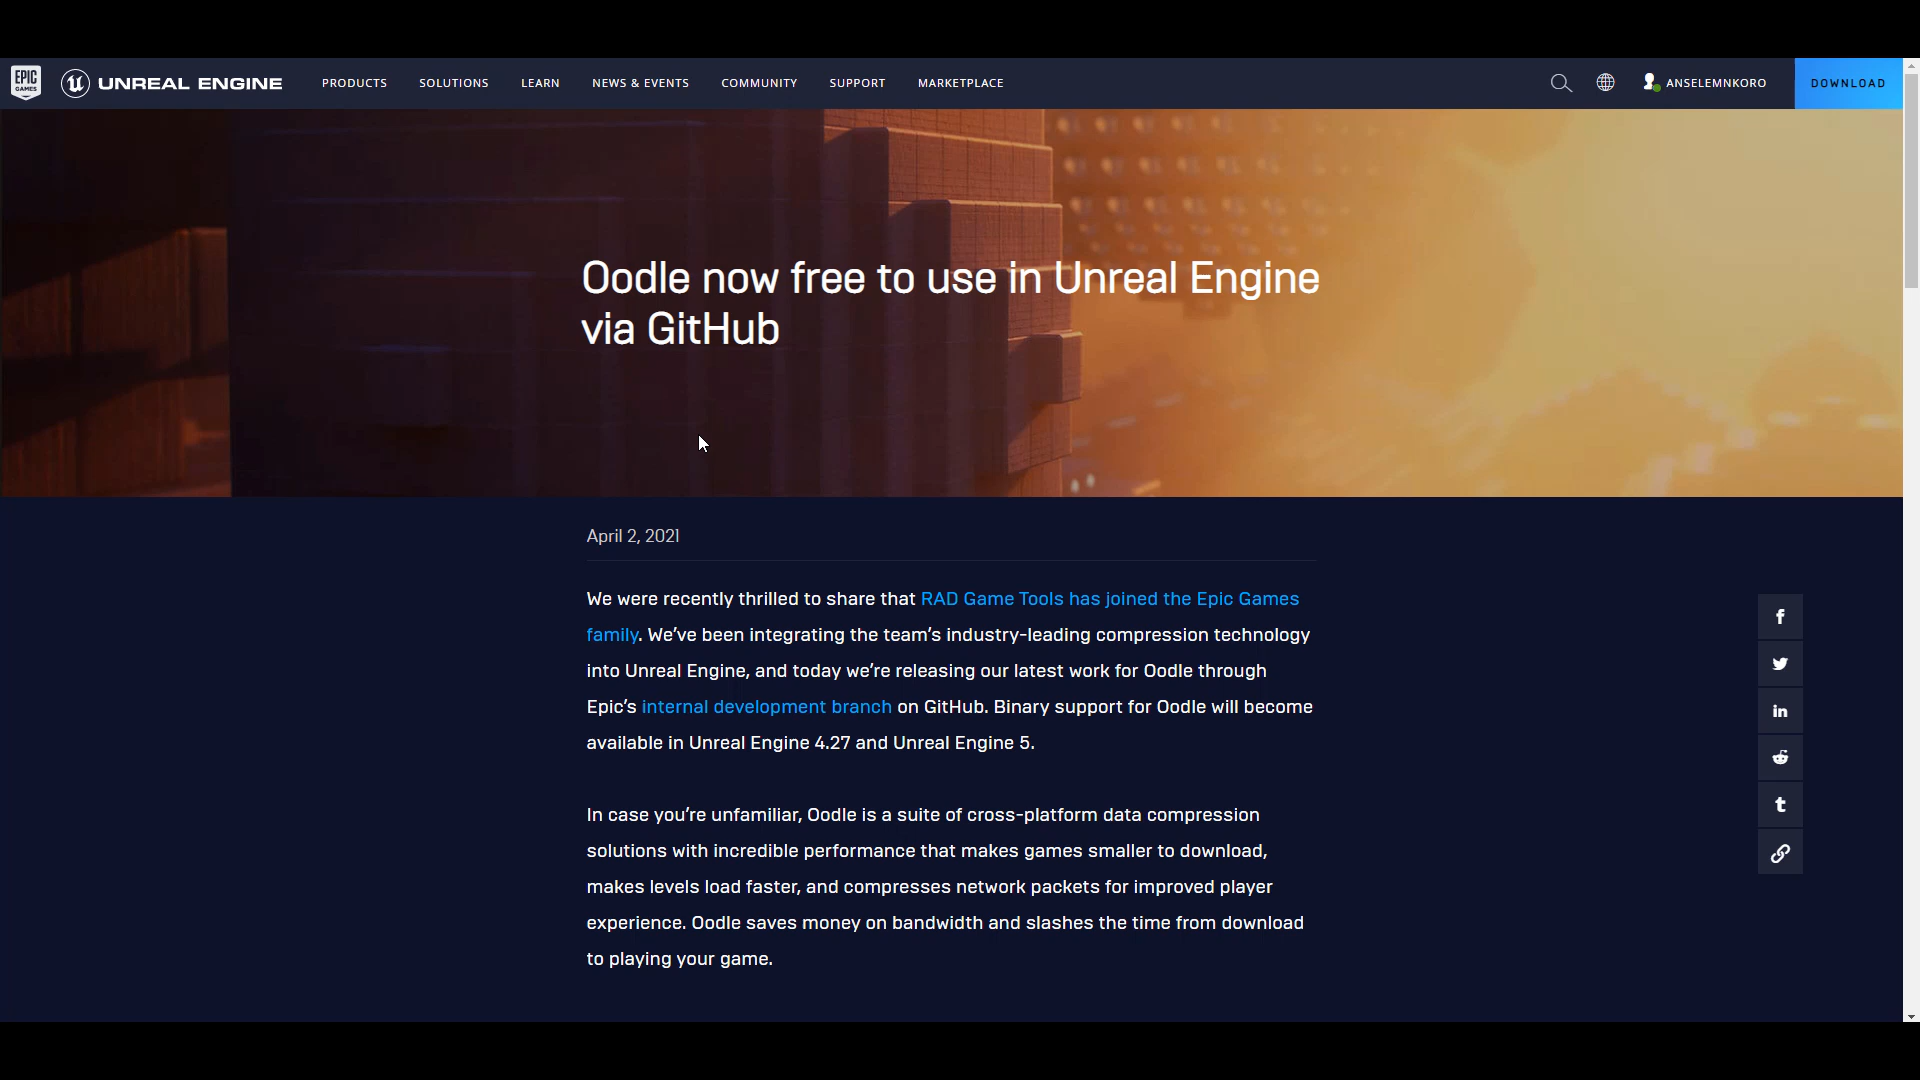 EPIC GAMES
UNREAL ENGINE
PRODUCTS SOLUTIONS LEARN NEWS & EVENTS COMMUNITY SUPPORT MARKETPLACE
ANSELEMNKORO
DOWNLOAD
Oodle now free to use in Unreal Engine
via GitHub
April 2, 2021
We were recently thrilled to share that RAD Game Tools has joined the Epic Games
family. We’ve been integrating the team’s industry-leading compression technology
into Unreal Engine, and today we’re releasing our latest work for Oodle through
Epic’s internal development branch on GitHub. Binary support for Oodle will become
available in Unreal Engine 4.27 and Unreal Engine 5.
In case you’re unfamiliar, Oodle is a suite of cross-platform data compression
solutions with incredible performance that makes games smaller to download,
makes levels load faster, and compresses network packets for improved player
experience. Oodle saves money on bandwidth and slashes the time from download
to playing your game.